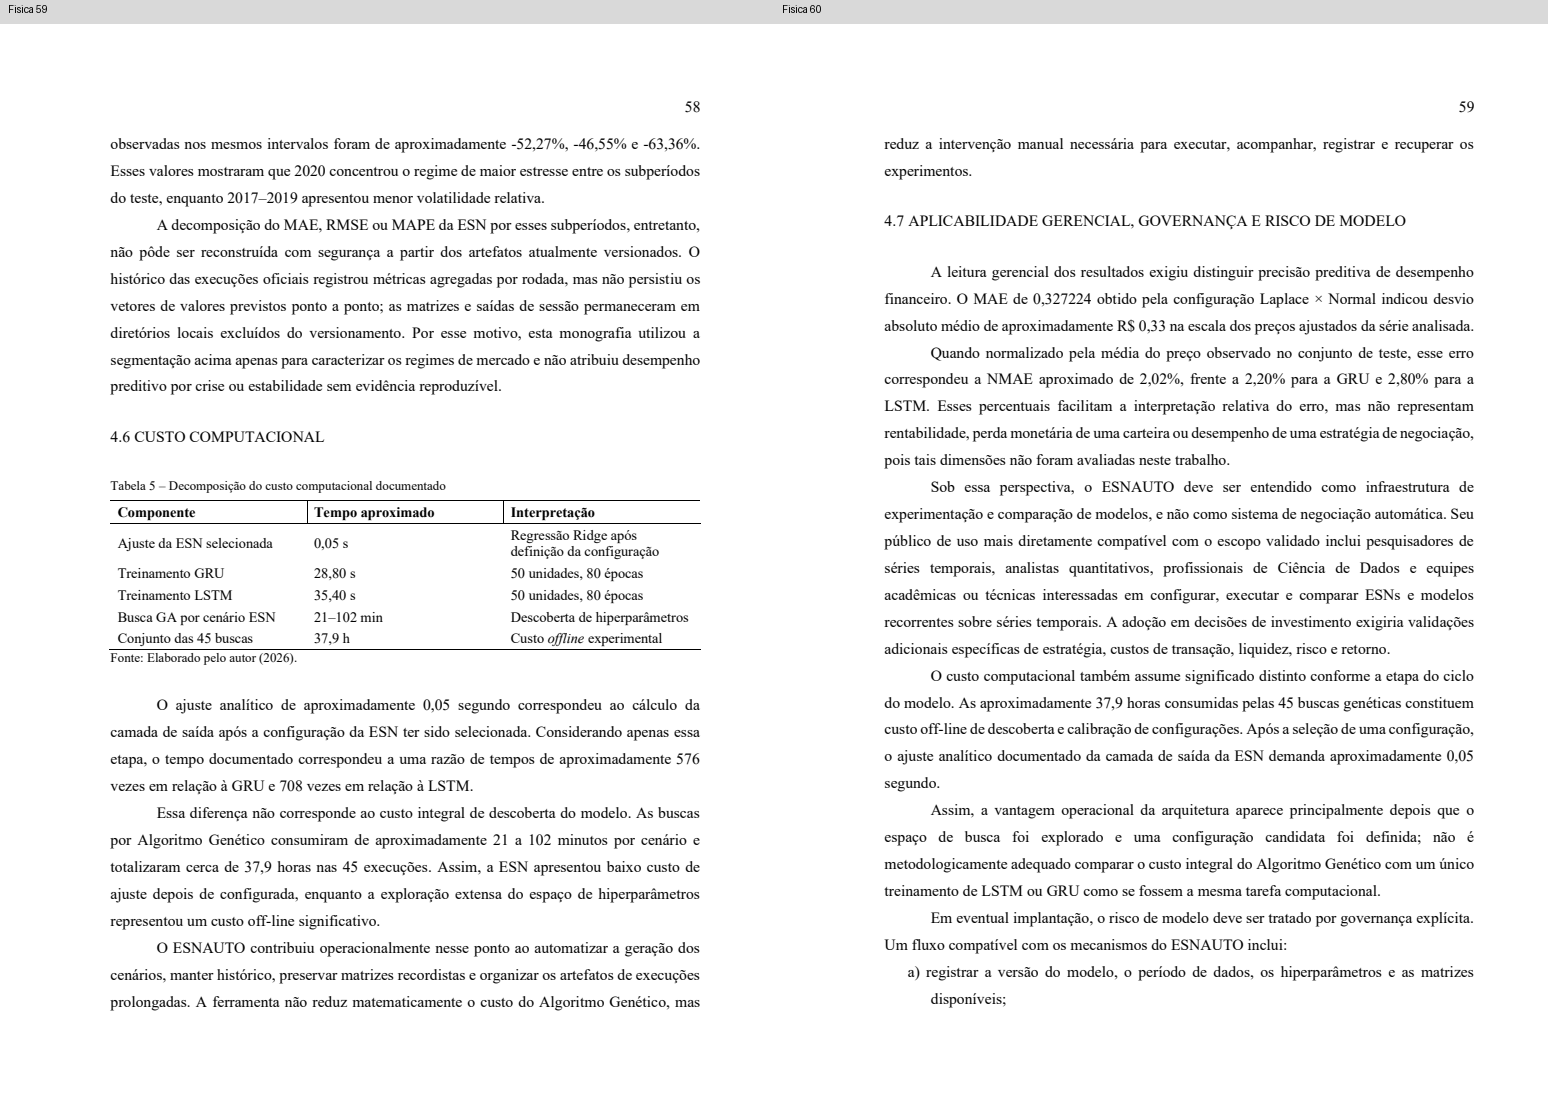 Fisica 59
58
observadas nos mesmos intervalos foram de aproximadamente -52,27%, -46,55% e -63,36%.
Esses valores mostraram que 2020 concentrou o regime de maior estresse entre os subperíodos
do teste, enquanto 2017–2019 apresentou menor volatilidade relativa.
A decomposição do MAE, RMSE ou MAPE da ESN por esses subperíodos, entretanto,
não pôde ser reconstruída com segurança a partir dos artefatos atualmente versionados. O
histórico das execuções oficiais registrou métricas agregadas por rodada, mas não persistiu os
vetores de valores previstos ponto a ponto; as matrizes e saídas de sessão permaneceram em
diretórios locais excluídos do versionamento. Por esse motivo, esta monografia utilizou a
segmentação acima apenas para caracterizar os regimes de mercado e não atribuiu desempenho
preditivo por crise ou estabilidade sem evidência reproduzível.
4.6 CUSTO COMPUTACIONAL
Tabela 5 – Decomposição do custo computacional documentado
Componente Tempo aproximado Interpretação
Ajuste da ESN selecionada 0,05 s Regressão Ridge após
definição da configuração
Treinamento GRU 28,80 s 50 unidades, 80 épocas
Treinamento LSTM 35,40 s 50 unidades, 80 épocas
Busca GA por cenário ESN 21–102 min Descoberta de hiperparâmetros
Conjunto das 45 buscas 37,9 h Custo offline experimental
Fonte: Elaborado pelo autor (2026).
O ajuste analítico de aproximadamente 0,05 segundo correspondeu ao cálculo da
camada de saída após a configuração da ESN ter sido selecionada. Considerando apenas essa
etapa, o tempo documentado correspondeu a uma razão de tempos de aproximadamente 576
vezes em relação à GRU e 708 vezes em relação à LSTM.
Essa diferença não corresponde ao custo integral de descoberta do modelo. As buscas
por Algoritmo Genético consumiram de aproximadamente 21 a 102 minutos por cenário e
totalizaram cerca de 37,9 horas nas 45 execuções. Assim, a ESN apresentou baixo custo de
ajuste depois de configurada, enquanto a exploração extensa do espaço de hiperparâmetros
representou um custo off-line significativo.
O ESNAUTO contribuiu operacionalmente nesse ponto ao automatizar a geração dos
cenários, manter histórico, preservar matrizes recordistas e organizar os artefatos de execuções
prolongadas. A ferramenta não reduz matematicamente o custo do Algoritmo Genético, mas
Fisica 60
59
reduz a intervenção manual necessária para executar, acompanhar, registrar e recuperar os
experimentos.
4.7 APLICABILIDADE GERENCIAL, GOVERNANÇA E RISCO DE MODELO
A leitura gerencial dos resultados exigiu distinguir precisão preditiva de desempenho
financeiro. O MAE de 0,327224 obtido pela configuração Laplace × Normal indicou desvio
absoluto médio de aproximadamente R$ 0,33 na escala dos preços ajustados da série analisada.
Quando normalizado pela média do preço observado no conjunto de teste, esse erro
correspondeu a NMAE aproximado de 2,02%, frente a 2,20% para a GRU e 2,80% para a
LSTM. Esses percentuais facilitam a interpretação relativa do erro, mas não representam
rentabilidade, perda monetária de uma carteira ou desempenho de uma estratégia de negociação,
pois tais dimensões não foram avaliadas neste trabalho.
Sob essa perspectiva, o ESNAUTO deve ser entendido como infraestrutura de
experimentação e comparação de modelos, e não como sistema de negociação automática. Seu
público de uso mais diretamente compatível com o escopo validado inclui pesquisadores de
séries temporais, analistas quantitativos, profissionais de Ciência de Dados e equipes
acadêmicas ou técnicas interessadas em configurar, executar e comparar ESNs e modelos
recorrentes sobre séries temporais. A adoção em decisões de investimento exigiria validações
adicionais específicas de estratégia, custos de transação, liquidez, risco e retorno.
O custo computacional também assume significado distinto conforme a etapa do ciclo
do modelo. As aproximadamente 37,9 horas consumidas pelas 45 buscas genéticas constituem
custo off-line de descoberta e calibração de configurações. Após a seleção de uma configuração,
o ajuste analítico documentado da camada de saída da ESN demanda aproximadamente 0,05
segundo.
Assim, a vantagem operacional da arquitetura aparece principalmente depois que o
espaço de busca foi explorado e uma configuração candidata foi definida; não é
metodologicamente adequado comparar o custo integral do Algoritmo Genético com um único
treinamento de LSTM ou GRU como se fossem a mesma tarefa computacional.
Em eventual implantação, o risco de modelo deve ser tratado por governança explícita.
Um fluxo compatível com os mecanismos do ESNAUTO inclui:
a) registrar a versão do modelo, o período de dados, os hiperparâmetros e as matrizes
disponíveis;